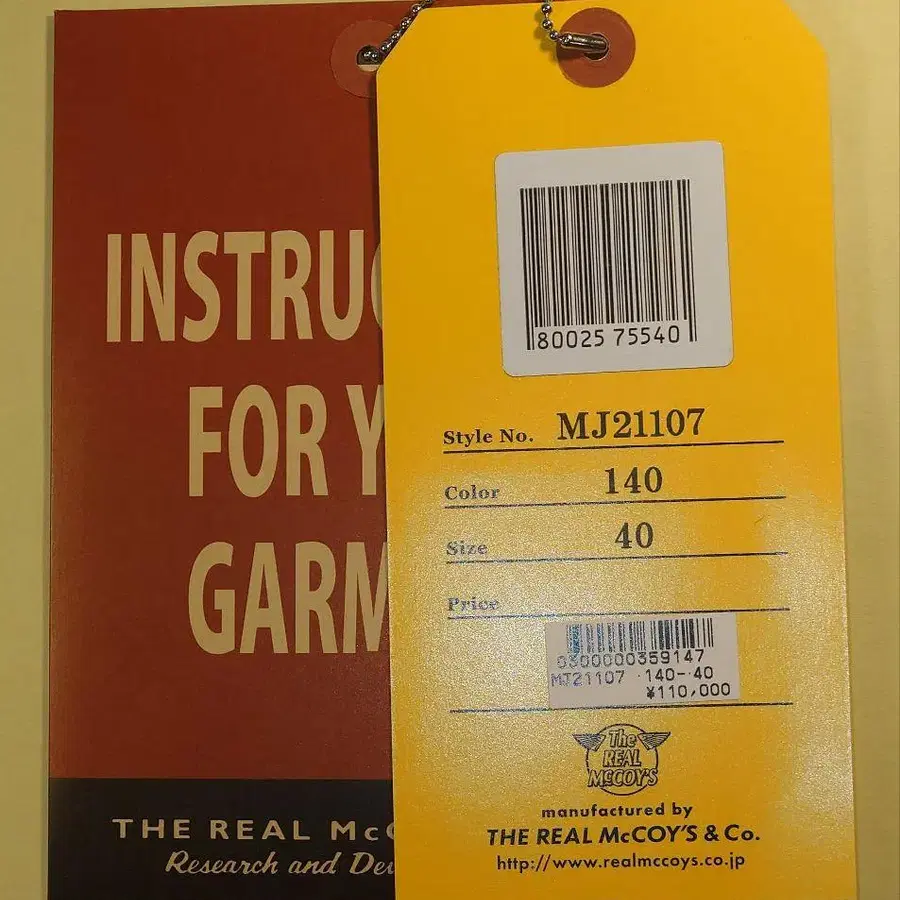 INSTRUC
FOR Y
GARM
THE REAL McC
Research and Dev
80025 75540
Style No. MJ21107
Color 140
Size 40
Price
0300000359147
MJ21107 140-40
¥110,000
The
REAL
McCOY'S
manufactured by
THE REAL McCOY'S & Co.
http://www.realmccoys.co.jp